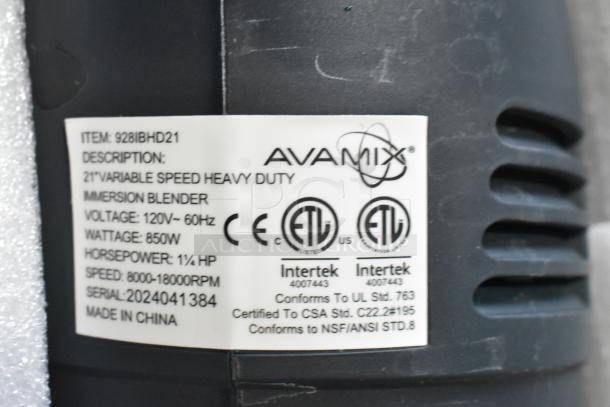 ITEM: 928IBHD21
DESCRIPTION:
21"VARIABLE SPEED HEAVY DUTY
IMMERSION BLENDER
VOLTAGE: 120V~ 60Hz
WATTAGE: 850W
HORSEPOWER: 1¼ HP
SPEED: 8000-18000RPM
SERIAL:2024041384
MADE IN CHINA
AVAMIX®
CE
c ETL us
ETL
Intertek
4007443
Intertek
4007443
Conforms To UL Std. 763
Certified To CSA Std. C22.2#195
Conforms to NSF/ANSI STD.8